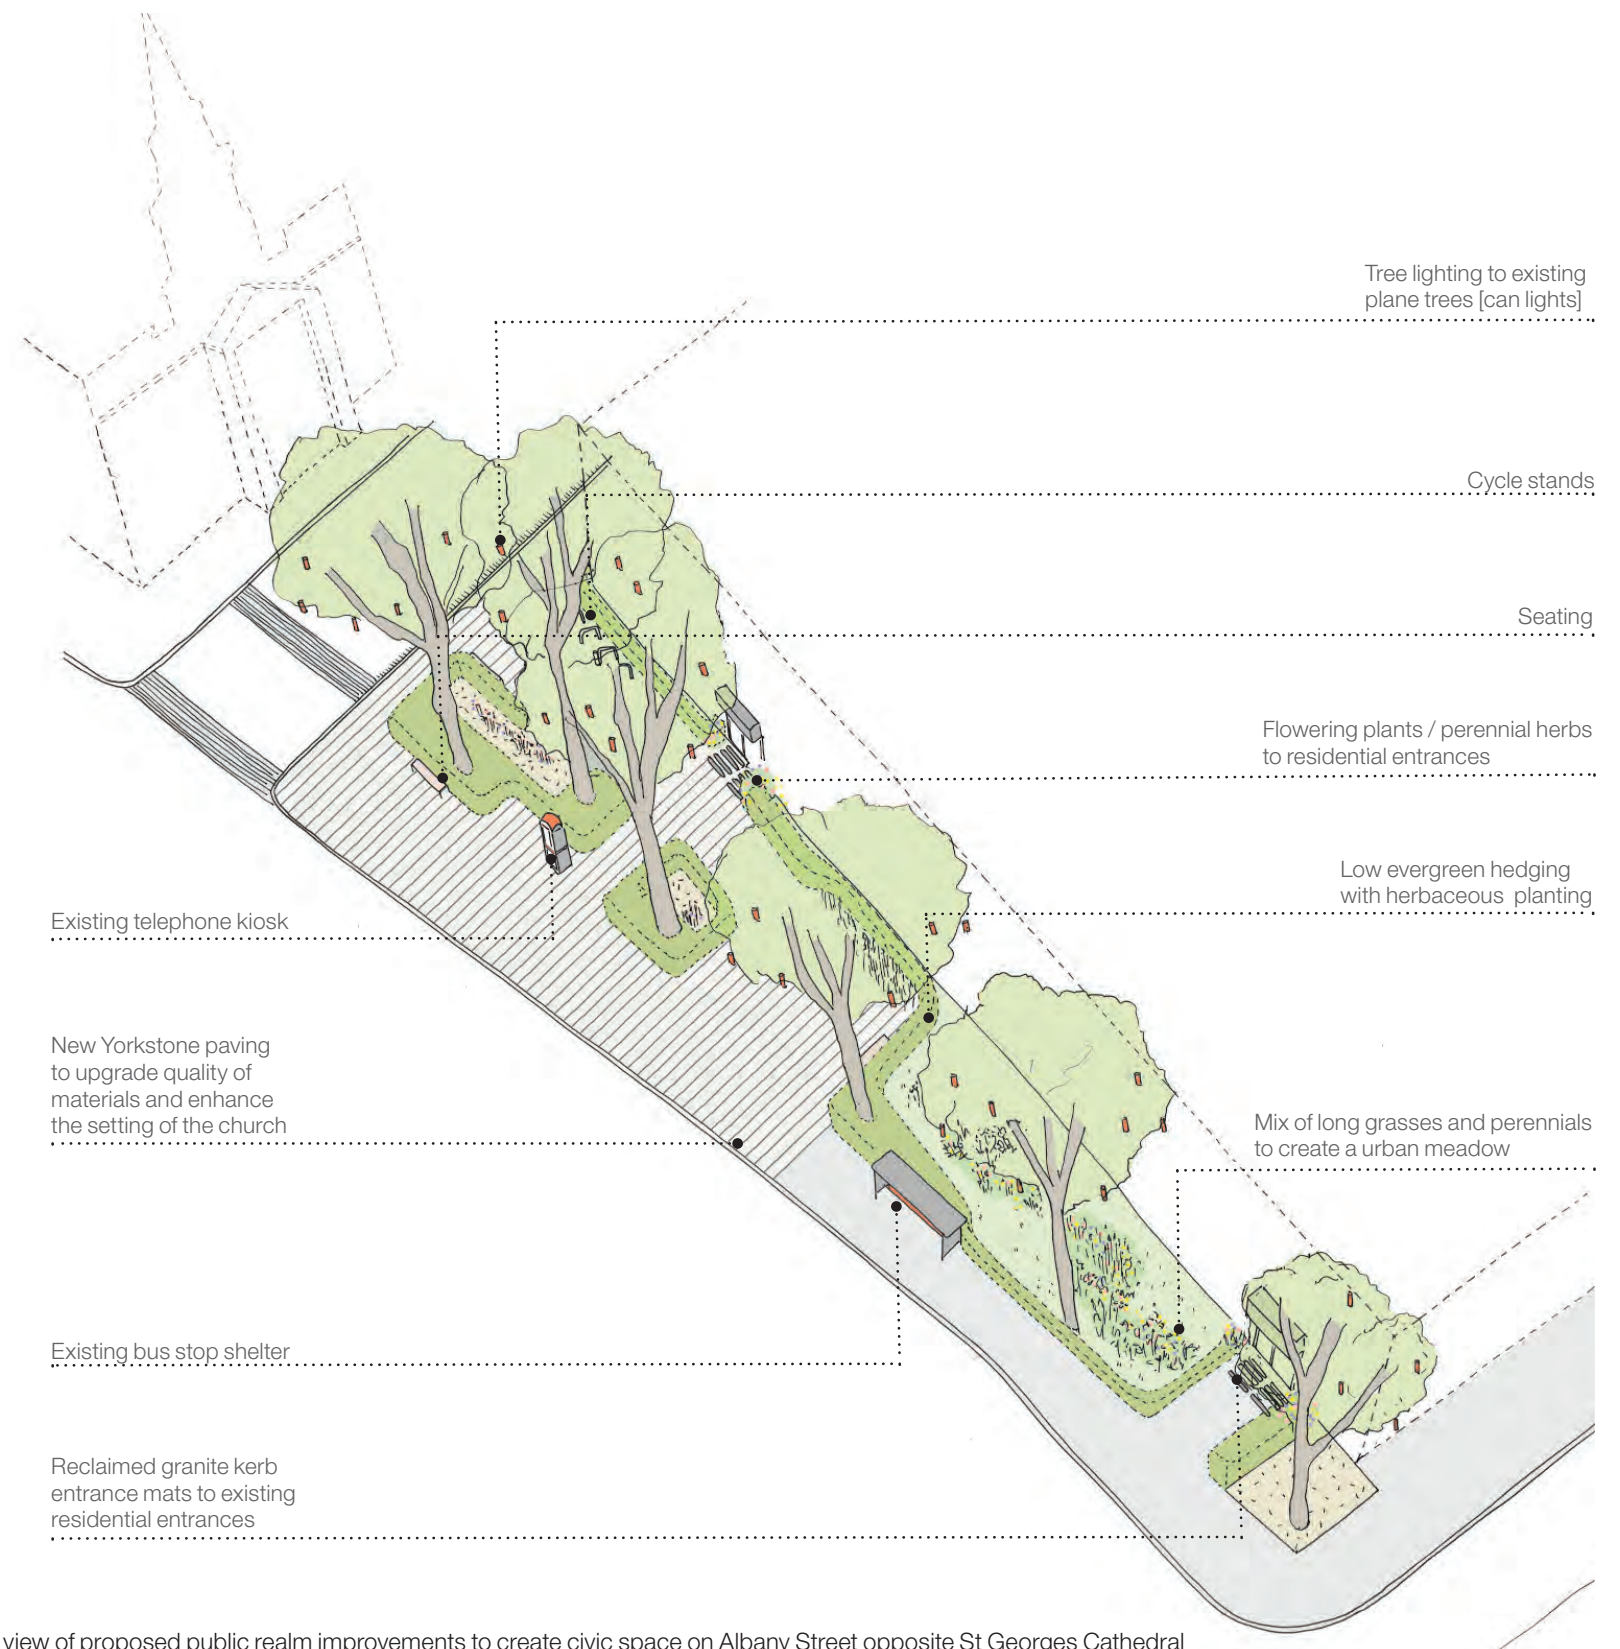 Tree lighting to existing
plane trees [can lights]
Cycle stands
Seating
Flowering plants / perennial herbs
to residential entrances
Low evergreen hedging
with herbaceous planting
Existing telephone kiosk
New Yorkstone paving
to upgrade quality of
materials and enhance
the setting of the church
Mix of long grasses and perennials
to create a urban meadow
Existing bus stop shelter
Reclaimed granite kerb
entrance mats to existing
residential entrances
view of proposed public realm improvements to create civic space on Albany Street opposite St Georges Cathedral